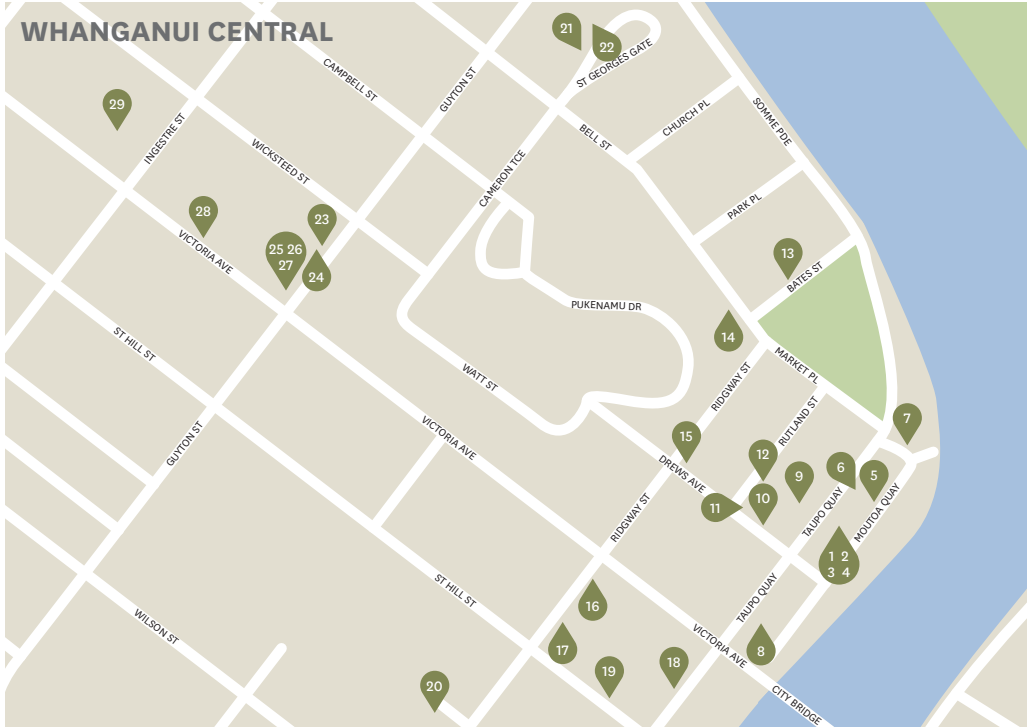 WHANGANUI CENTRAL
21
22
ST GEORGES GATE
CAMPBELL ST
GUYTON ST
29
INGESTRE ST
BELL ST
CHURCH PL
SOMME PDE
WICKSTEED ST
CAMERON TCE
PARK PL
28
23
VICTORIA AVE
25 26
27
24
13
BATES ST
PUKENAMU DR
14
ST HILL ST
MARKET PL
WATT ST
RIDGWAY ST
RUTLAND ST
7
GUYTON ST
VICTORIA AVE
15
DREWS AVE
12
9
6
5
11
10
TAUPO QUAY
MOUTOA QUAY
RIDGWAY ST
1 2
3 4
ST HILL ST
16
TAUPO QUAY
WILSON ST
17
VICTORIA AVE
8
19
18
20
CITY BRIDGE